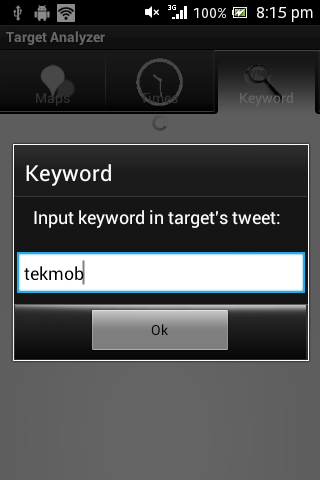 3G 100% 8:15 pm
Target Analyzer
Maps Times Keyword
Keyword
Input keyword in target's tweet:
tekmob
Ok